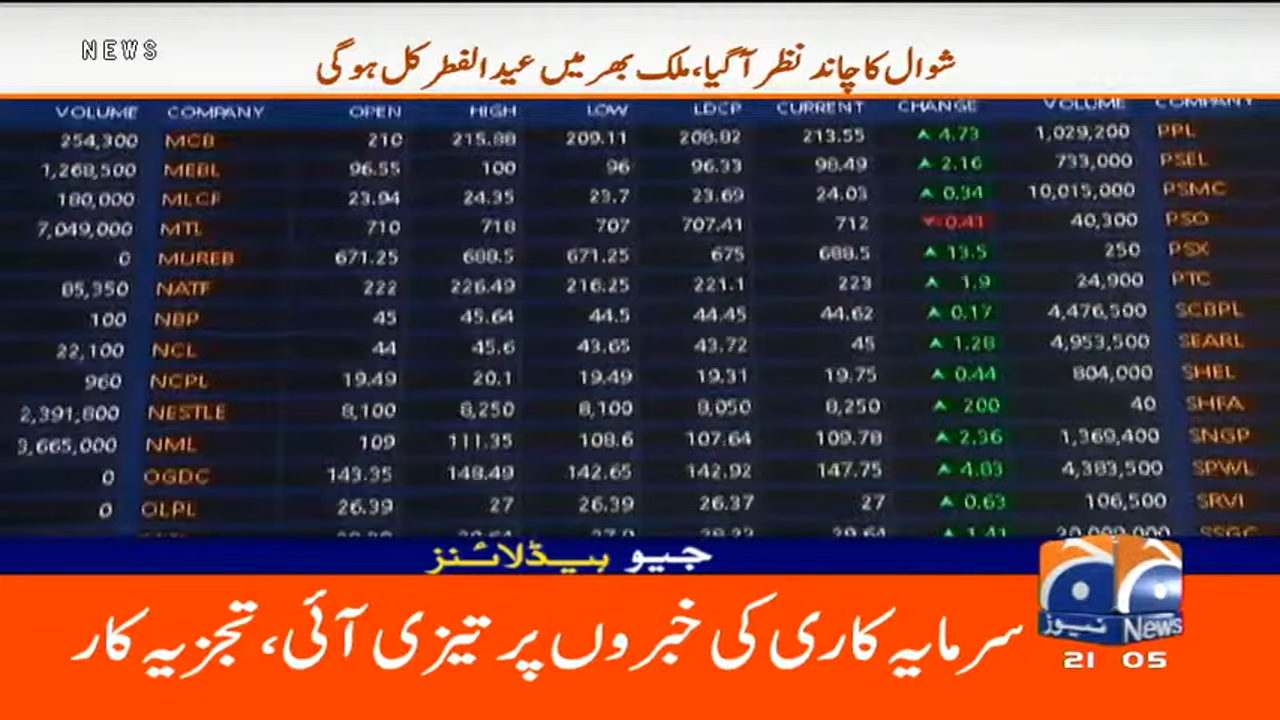 NEWS
شوال کا چاند نظر آگیا، ملک بھر میں عیدالفطر کل ہوگی
VOLUME COMPANY OPEN HIGH LOW LDCP CURRENT CHANGE VOLUME COMPANY
254,300 MCB 210 215.88 209.11 208.82 213.55 ▲ 4.73 1,029,200 PPL
1,268,500 MEBL 96.55 100 96 96.33 98.49 ▲ 2.16 733,000 PSEL
180,000 MLCF 23.94 24.35 23.7 23.69 24.03 ▲ 0.34 10,015,000 PSMC
7,049,000 MTL 710 718 707 707.41 712 ▼ 0.41 40,300 PSO
0 MUREB 671.25 688.5 671.25 675 688.5 ▲ 13.5 250 PSX
85,350 NATF 222 226.49 216.25 221.1 223 ▲ 1.9 24,900 PTC
100 NBP 45 45.64 44.5 44.45 44.62 ▲ 0.17 4,476,500 SCBPL
22,100 NCL 44 45.6 43.65 43.72 45 ▲ 1.28 4,953,500 SEARL
960 NCPL 19.49 20.1 19.49 19.31 19.75 ▲ 0.44 804,000 SHEL
2,391,800 NESTLE 8,100 8,250 8,100 8,050 8,250 ▲ 200 40 SHFA
3,665,000 NML 109 111.35 108.6 107.64 109.78 ▲ 2.36 1,369,400 SNGP
0 OGDC 143.35 148.49 142.65 142.92 147.75 ▲ 4.83 4,383,500 SPWL
0 OLPL 26.39 27 26.39 26.37 27 ▲ 0.63 106,500 SRVI
29.64 ▲ 1.41 SSGC
جیو ہیڈلائنز
سرمایہ کاری کی خبروں پر تیزی آئی، تجزیہ کار
جیو نیوز News
21 05